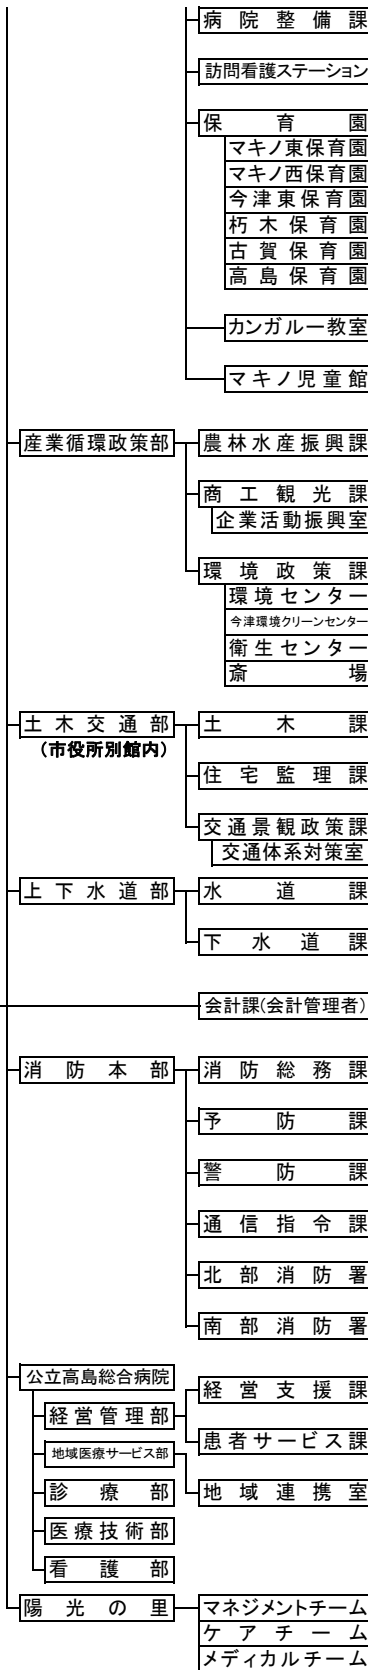 病院整備課
訪問看護ステーション
保育園
マキノ東保育園
マキノ西保育園
今津東保育園
朽木保育園
古賀保育園
高島保育園
カンガルー教室
マキノ児童館
産業循環政策部 農林水産振興課
商工観光課
企業活動振興室
環境政策課
環境センター
今津環境クリーンセンター
衛生センター
斎場
土木交通部 土木課
(市役所別館内)
住宅監理課
交通景観政策課
交通体系対策室
上下水道部 水道課
下水道課
会計課(会計管理者)
消防本部 消防総務課
予防課
警防課
通信指令課
北部消防署
南部消防署
公立高島総合病院
経営支援課
経営管理部
患者サービス課
地域医療サービス部
診療部 地域連携室
医療技術部
看護部
陽光の里 マネジメントチーム
ケアチーム
メディカルチーム